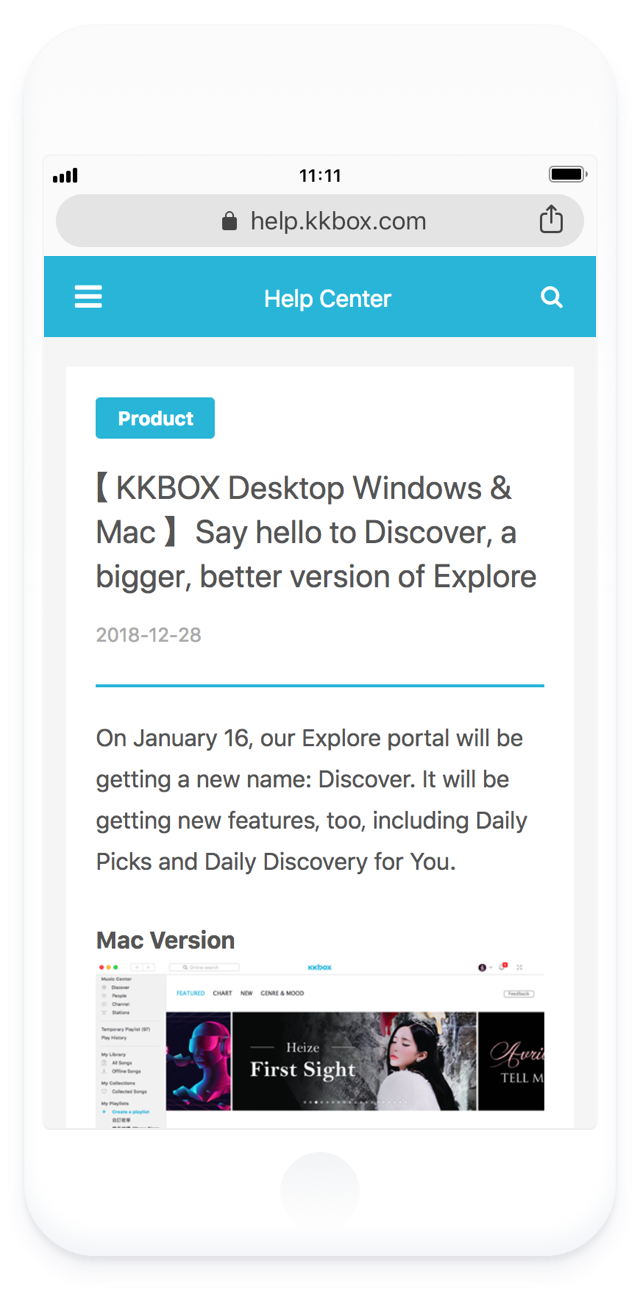 11:11
help.kkbox.com
Help Center
Product
【 KKBOX Desktop Windows &
Mac 】 Say hello to Discover, a
bigger, better version of Explore
2018-12-28
On January 16, our Explore portal will be
getting a new name: Discover. It will be
getting new features, too, including Daily
Picks and Daily Discovery for You.
Mac Version
Online search
KKBOX
Music Center
Discover
People
Channel
Stations
Temporary Playlist (97)
Play History
My Library
All Songs
Offline Songs
My Collections
Collected Songs
My Playlists
Create a playlist
FEATURED CHART NEW GENRE & MOOD
Feedback
Heize
First Sight
Avril
TELL M